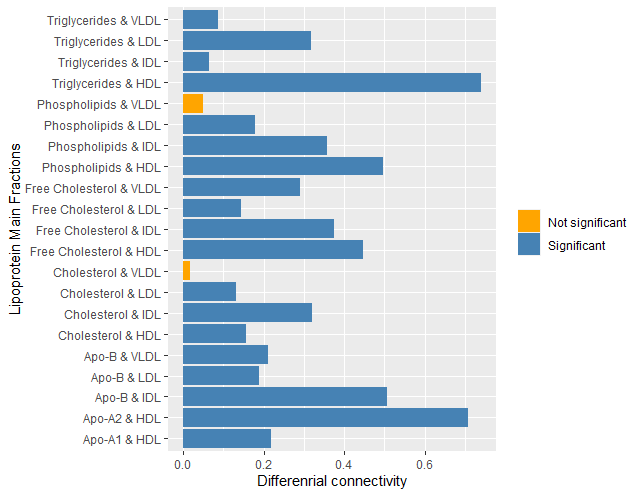 Triglycerides & VLDL
Triglycerides & LDL
Triglycerides & IDL
Triglycerides & HDL
Phospholipids & VLDL
Phospholipids & LDL
Phospholipids & IDL
Phospholipids & HDL
Free Cholesterol & VLDL
Free Cholesterol & LDL
Free Cholesterol & IDL
Free Cholesterol & HDL
Cholesterol & VLDL
Cholesterol & LDL
Cholesterol & IDL
Cholesterol & HDL
Apo-B & VLDL
Apo-B & LDL
Apo-B & IDL
Apo-A2 & HDL
Apo-A1 & HDL
Lipoprotein Main Fractions
0.0 0.2 0.4 0.6
Differenrial connectivity
Not significant
Significant